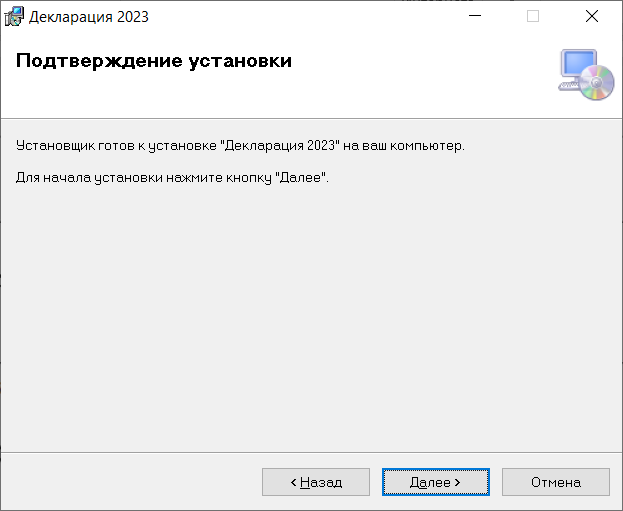 Декларация 2023
Подтверждение установки
Установщик готов к установке "Декларация 2023" на ваш компьютер.
Для начала установки нажмите кнопку "Далее".
< Назад
Далее >
Отмена